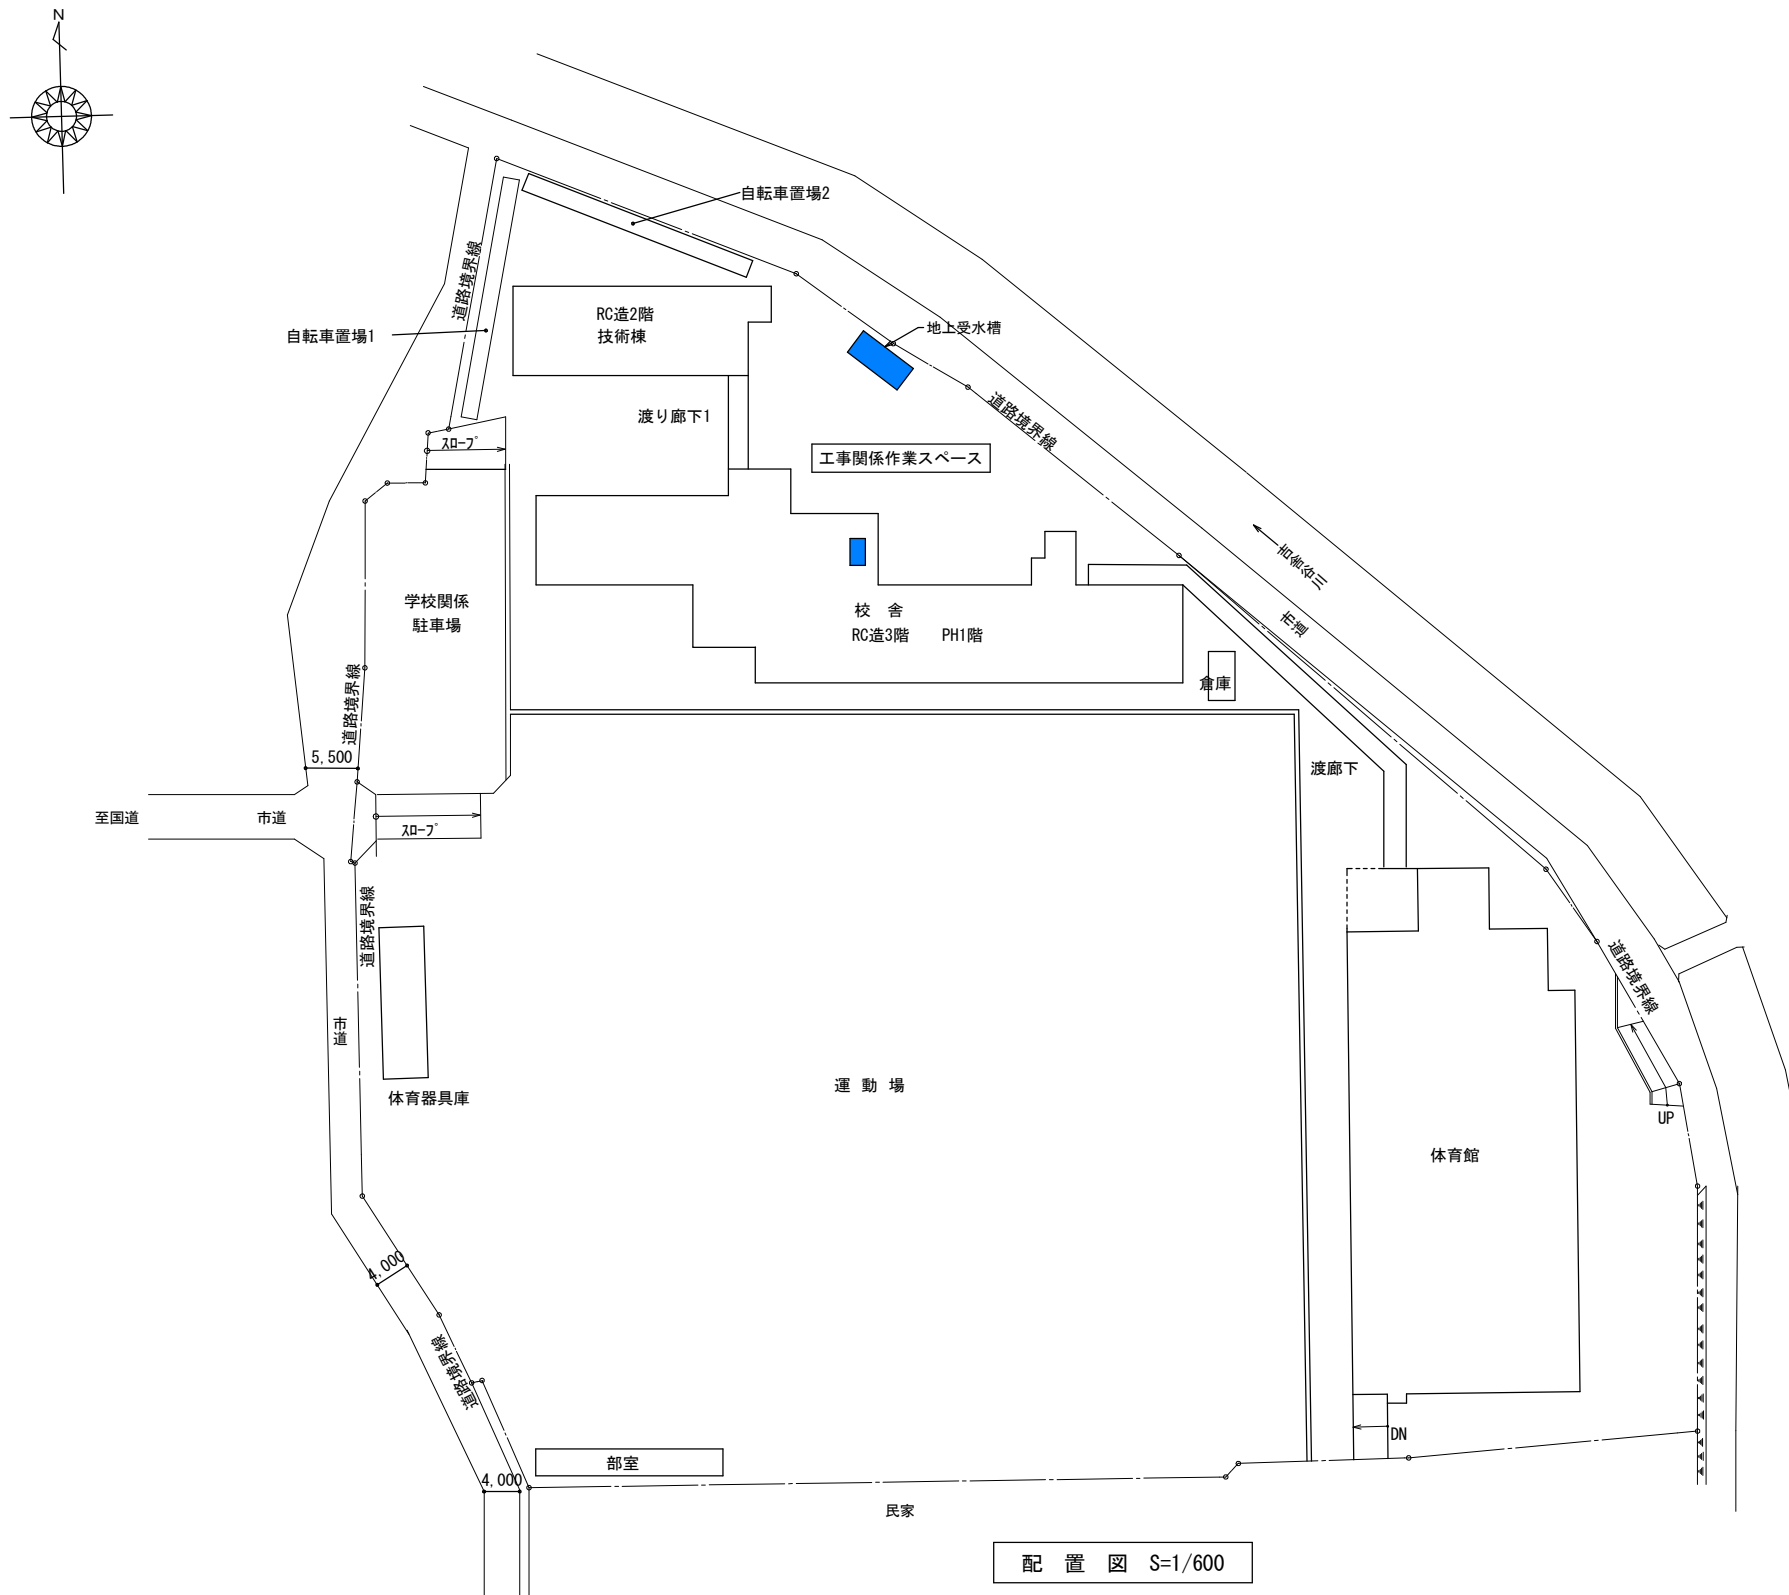 N
自転車置場2
道路境界線
自転車置場1
RC造2階
技術棟
地上受水槽
渡り廊下1
道路境界線
ｽﾛｰﾌﾟ
工事関係作業スペース
吉舎谷川
市道
学校関係
駐車場
校 舎
RC造3階 PH1階
倉庫
道路境界線
5,500
渡廊下
至国道
市道
ｽﾛｰﾌﾟ
道路境界線
道路境界線
市道
体育器具庫
運 動 場
UP
体育館
4,000
道路境界線
DN
部室
4,000
民家
配 置 図 S=1/600